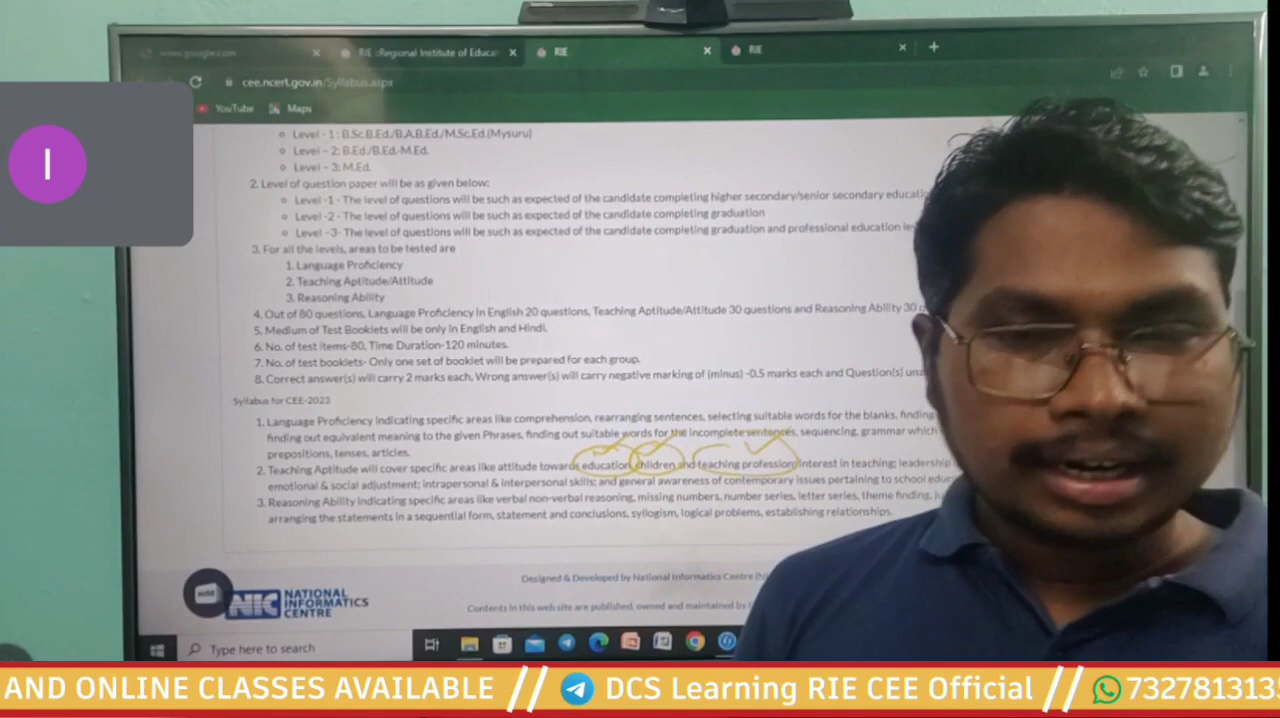 www.google.com
RIE ::Regional Institute of Educat
RIE
RIE
cee.ncert.gov.in/Syllabus.aspx
YouTube
Maps
Level - 1 : B.Sc.B.Ed./B.A.B.Ed./M.Sc.Ed.(Mysuru)
Level – 2: B.Ed./B.Ed.-M.Ed.
Level – 3: M.Ed.
I
2. Level of question paper will be as given below:
Level -1 - The level of questions will be such as expected of the candidate completing higher secondary/senior secondary educatio
Level -2 - The level of questions will be such as expected of the candidate completing graduation
Level –3- The level of questions will be such as expected of the candidate completing graduation and professional education le
3. For all the levels, areas to be tested are
1. Language Proficiency
2. Teaching Aptitude/Attitude
3. Reasoning Ability
4. Out of 80 questions, Language Proficiency in English 20 questions, Teaching Aptitude/Attitude 30 questions and Reasoning Ability 30
5. Medium of Test Booklets will be only in English and Hindi.
6. No. of test items-80, Time Duration-120 minutes.
7. No. of test booklets- Only one set of booklet will be prepared for each group.
8. Correct answer(s) will carry 2 marks each, Wrong answer(s) will carry negative marking of (minus) -0.5 marks each and Question(s) una
Syllabus for CEE-2023
1. Language Proficiency indicating specific areas like comprehension, rearranging sentences, selecting suitable words for the blanks, finding
finding out equivalent meaning to the given Phrases, finding out suitable words for the incomplete sentences, sequencing, grammar which
prepositions, tenses, articles.
2. Teaching Aptitude will cover specific areas like attitude towards education, children and teaching profession; interest in teaching; leadership
emotional & social adjustment; intrapersonal & interpersonal skills; and general awareness of contemporary issues pertaining to school educ
3. Reasoning Ability indicating specific areas like verbal non-verbal reasoning, missing numbers, number series, letter series, theme finding, ju
arranging the statements in a sequential form, statement and conclusions, syllogism, logical problems, establishing relationships.
NIC NATIONAL
INFORMATICS
CENTRE
Designed & Developed by National Informatics Centre (NI
Contents in this web site are published, owned and maintained by
Type here to search
AND ONLINE CLASSES AVAILABLE // DCS Learning RIE CEE Official // 7327813135